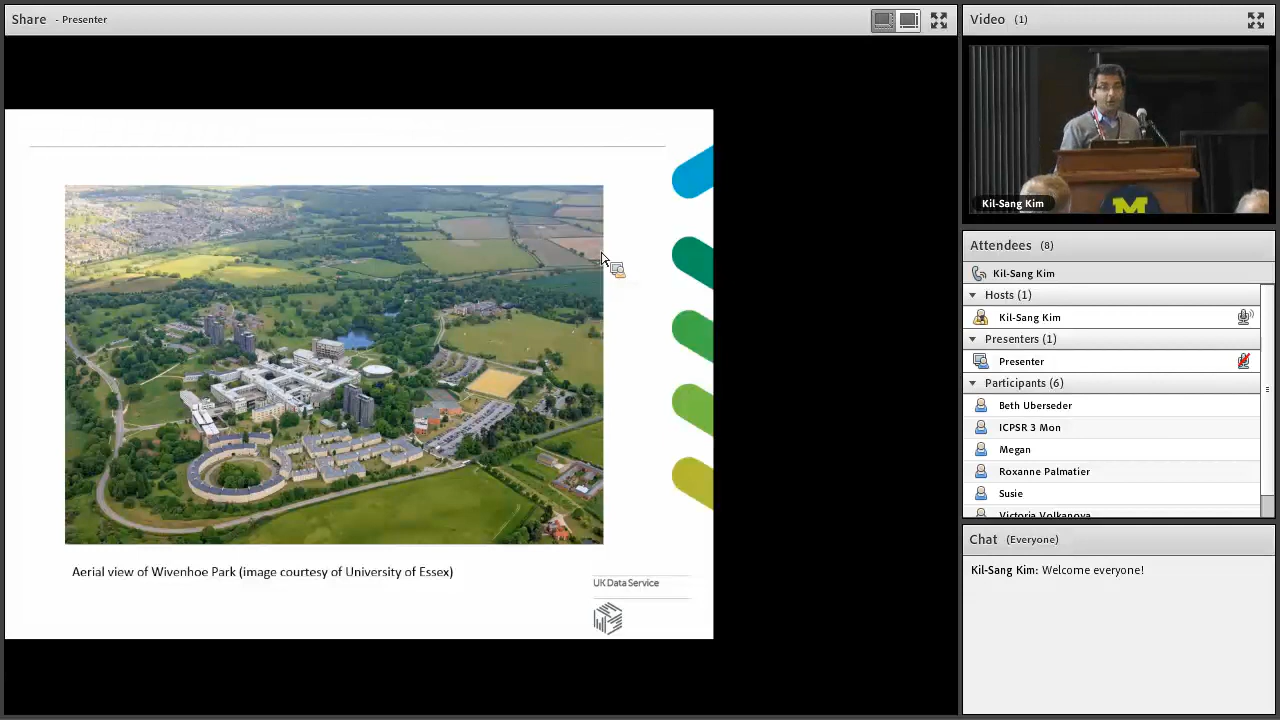 Share - Presenter
Aerial view of Wivenhoe Park (image courtesy of University of Essex)
UK Data Service
Video (1)
M
Kil-Sang Kim
Attendees (8)
Kil-Sang Kim
Hosts (1)
Kil-Sang Kim
Presenters (1)
Presenter
Participants (6)
Beth Uberseder
ICPSR 3 Mon
Megan
Roxanne Palmatier
Susie
Victoria Volkanova
Chat (Everyone)
Kil-Sang Kim: Welcome everyone!